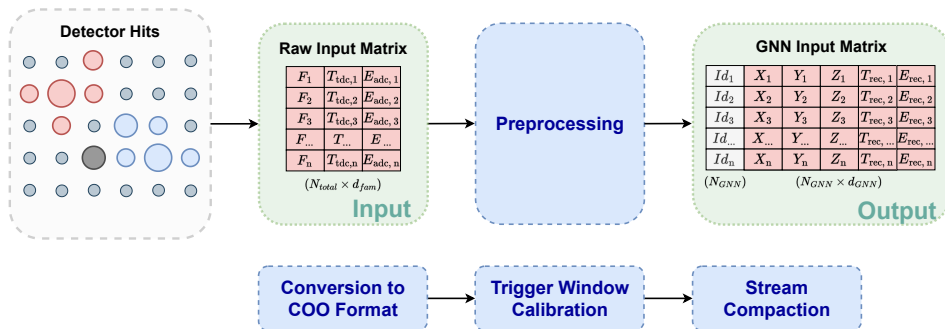 Detector Hits
Raw Input Matrix
F1 Ttdc,1 Eadc, 1
F2 Ttdc,2 Eadc, 2
F3 Ttdc,3 Eadc, 3
F... T... E...
Fn Ttdc,n Eadc, n
(Ntotal × dfam)
Input
Preprocessing
GNN Input Matrix
Id1 X1 Y1 Z1 Trec, 1 Erec, 1
Id2 X2 Y2 Z2 Trec, 2 Erec, 2
Id3 X3 Y3 Z3 Trec, 3 Erec, 3
Id... X... Y... Z... Trec, ... Erec, ...
Idn Xn Yn Zn Trec, n Erec, n
(NGNN) (NGNN × dGNN)
Output
Conversion to
COO Format
Trigger Window
Calibration
Stream
Compaction